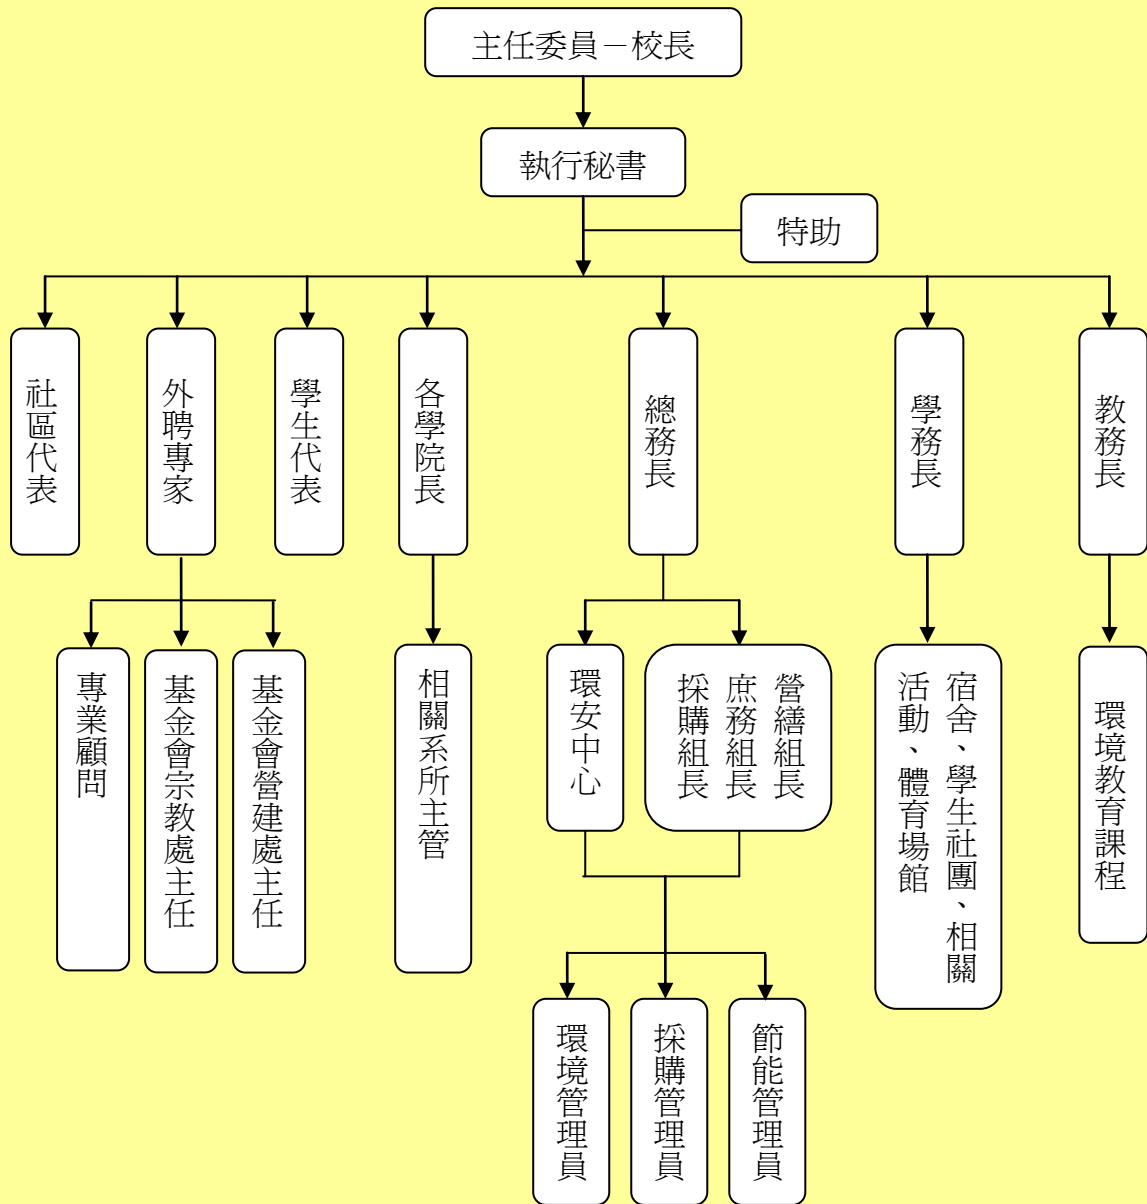 主任委員－校長
執行秘書
特助
社區代表
外聘專家
學生代表
各學院長
總務長
學務長
教務長
專業顧問
基金會宗教處主任
基金會營建處主任
相關系所主管
環安中心
營繕組長
庶務組長
採購組長
宿舍、學生社團、相關
活動、體育場館
環境教育課程
環境管理員
採購管理員
節能管理員